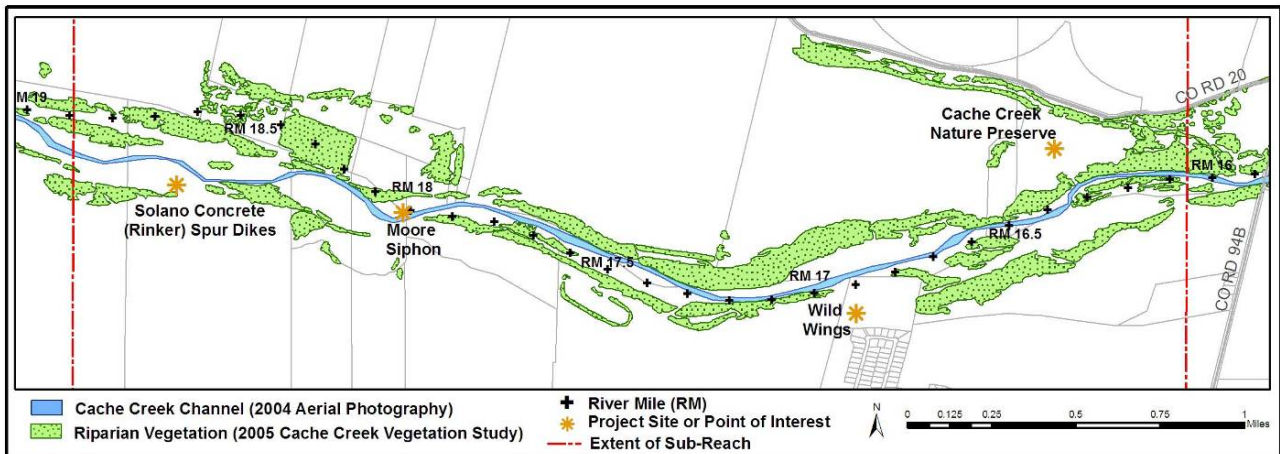 M 19
RM 18.5
RM 18
Solano Concrete
(Rinker) Spur Dikes
Moore
Siphon
RM 17.5
RM 17
Wild
Wings
RM 16.5
Cache Creek
Nature Preserve
RM 16
CO RD 20
CO RD 94B
Cache Creek Channel (2004 Aerial Photography)
Riparian Vegetation (2005 Cache Creek Vegetation Study)
River Mile (RM)
Project Site or Point of Interest
Extent of Sub-Reach
N
0 0.125 0.25 0.5 0.75 1
Miles